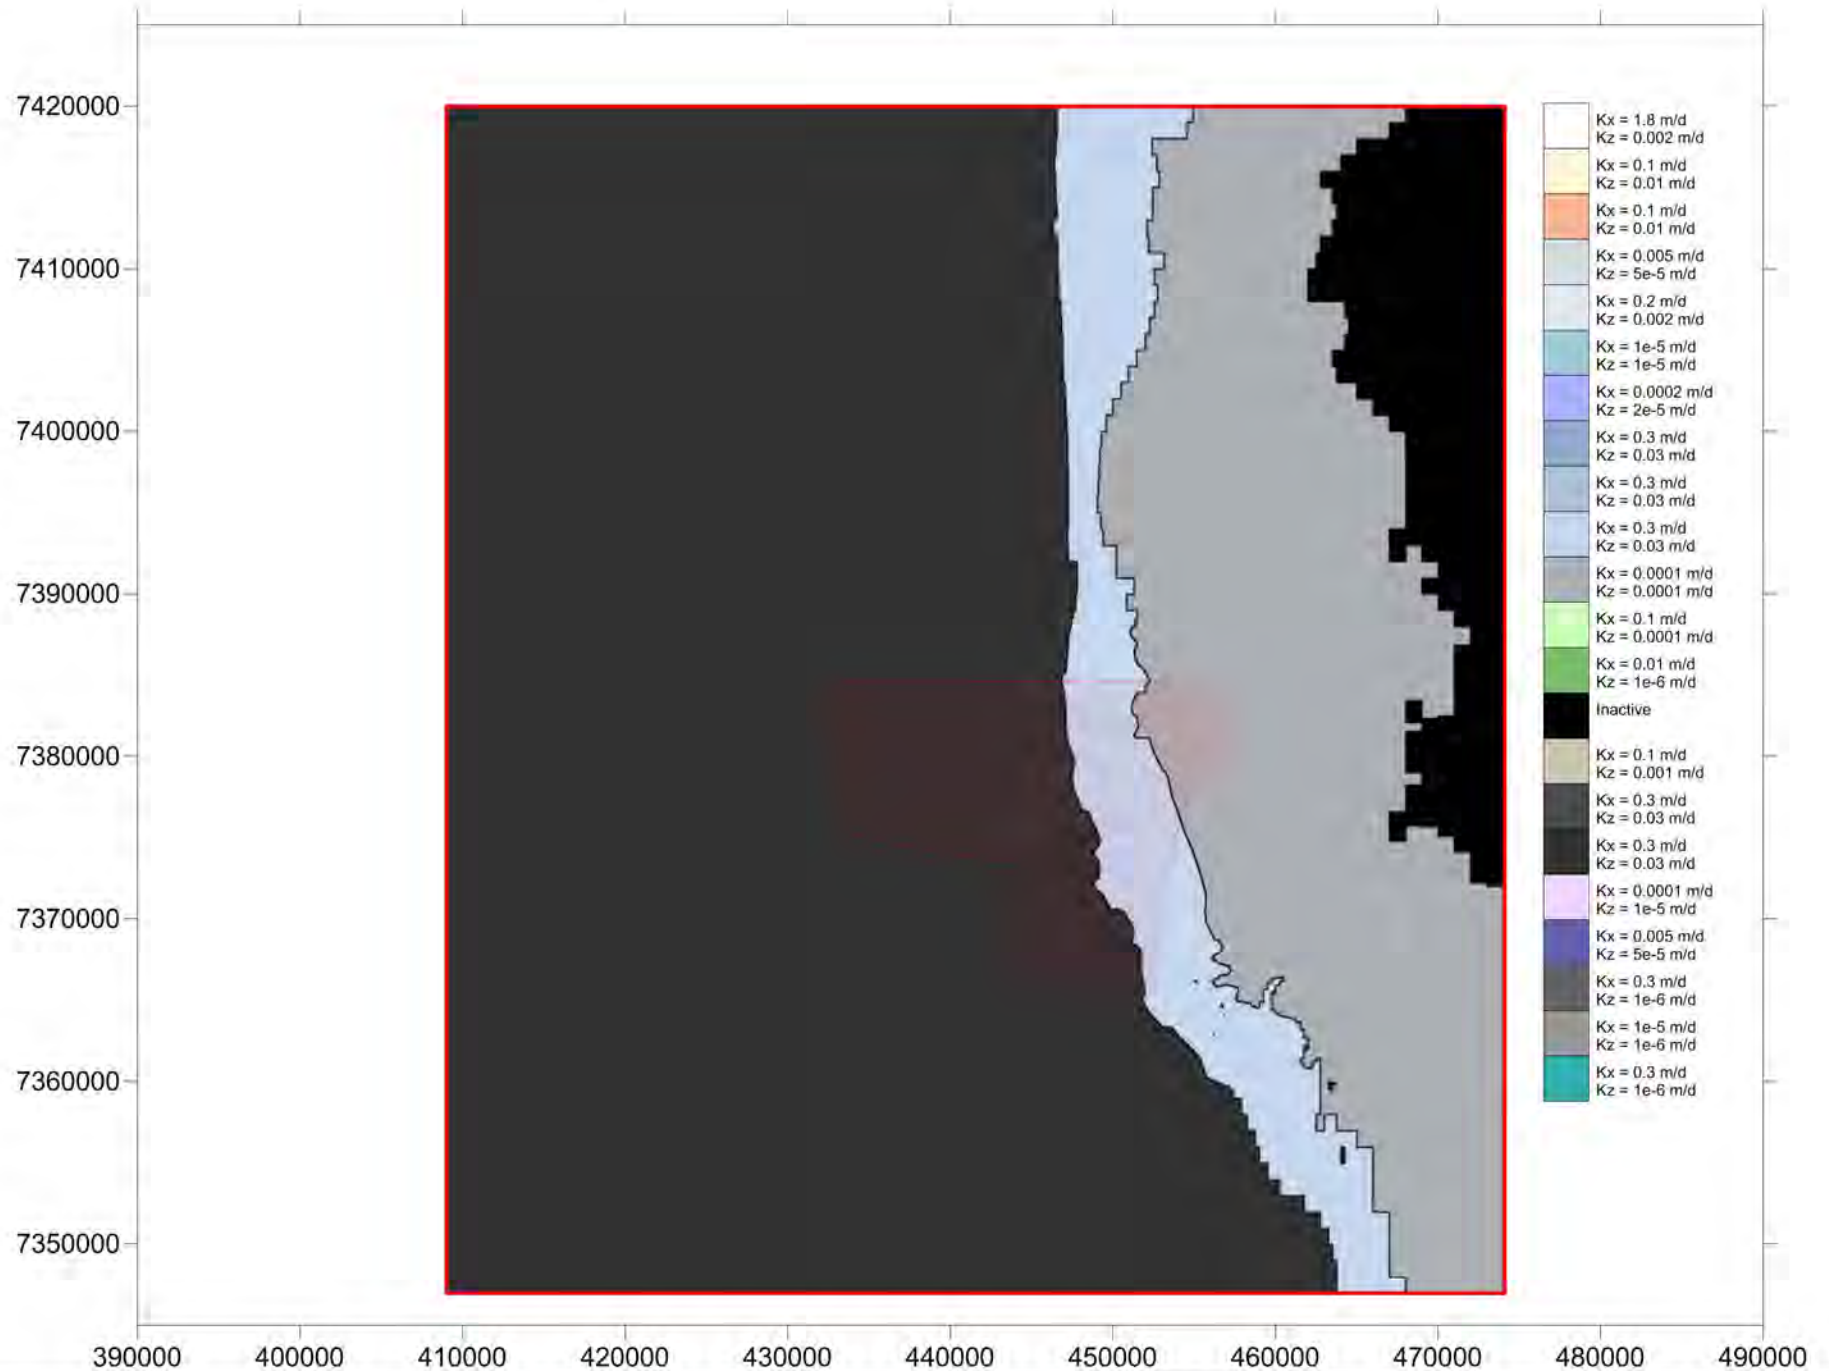 7420000
7410000
7400000
7390000
7380000
7370000
7360000
7350000
390000 400000 410000 420000 430000 440000 450000 460000 470000 480000 490000
Kx = 1.8 m/d
Kz = 0.002 m/d
Kx = 0.1 m/d
Kz = 0.01 m/d
Kx = 0.1 m/d
Kz = 0.01 m/d
Kx = 0.005 m/d
Kz = 5e-5 m/d
Kx = 0.2 m/d
Kz = 0.002 m/d
Kx = 1e-5 m/d
Kz = 1e-5 m/d
Kx = 0.0002 m/d
Kz = 2e-5 m/d
Kx = 0.3 m/d
Kz = 0.03 m/d
Kx = 0.3 m/d
Kz = 0.03 m/d
Kx = 0.3 m/d
Kz = 0.03 m/d
Kx = 0.0001 m/d
Kz = 0.0001 m/d
Kx = 0.1 m/d
Kz = 0.0001 m/d
Kx = 0.01 m/d
Kz = 1e-6 m/d
Inactive
Kx = 0.1 m/d
Kz = 0.001 m/d
Kx = 0.3 m/d
Kz = 0.03 m/d
Kx = 0.3 m/d
Kz = 0.03 m/d
Kx = 0.0001 m/d
Kz = 1e-5 m/d
Kx = 0.005 m/d
Kz = 5e-5 m/d
Kx = 0.3 m/d
Kz = 1e-6 m/d
Kx = 1e-5 m/d
Kz = 1e-6 m/d
Kx = 0.3 m/d
Kz = 1e-6 m/d